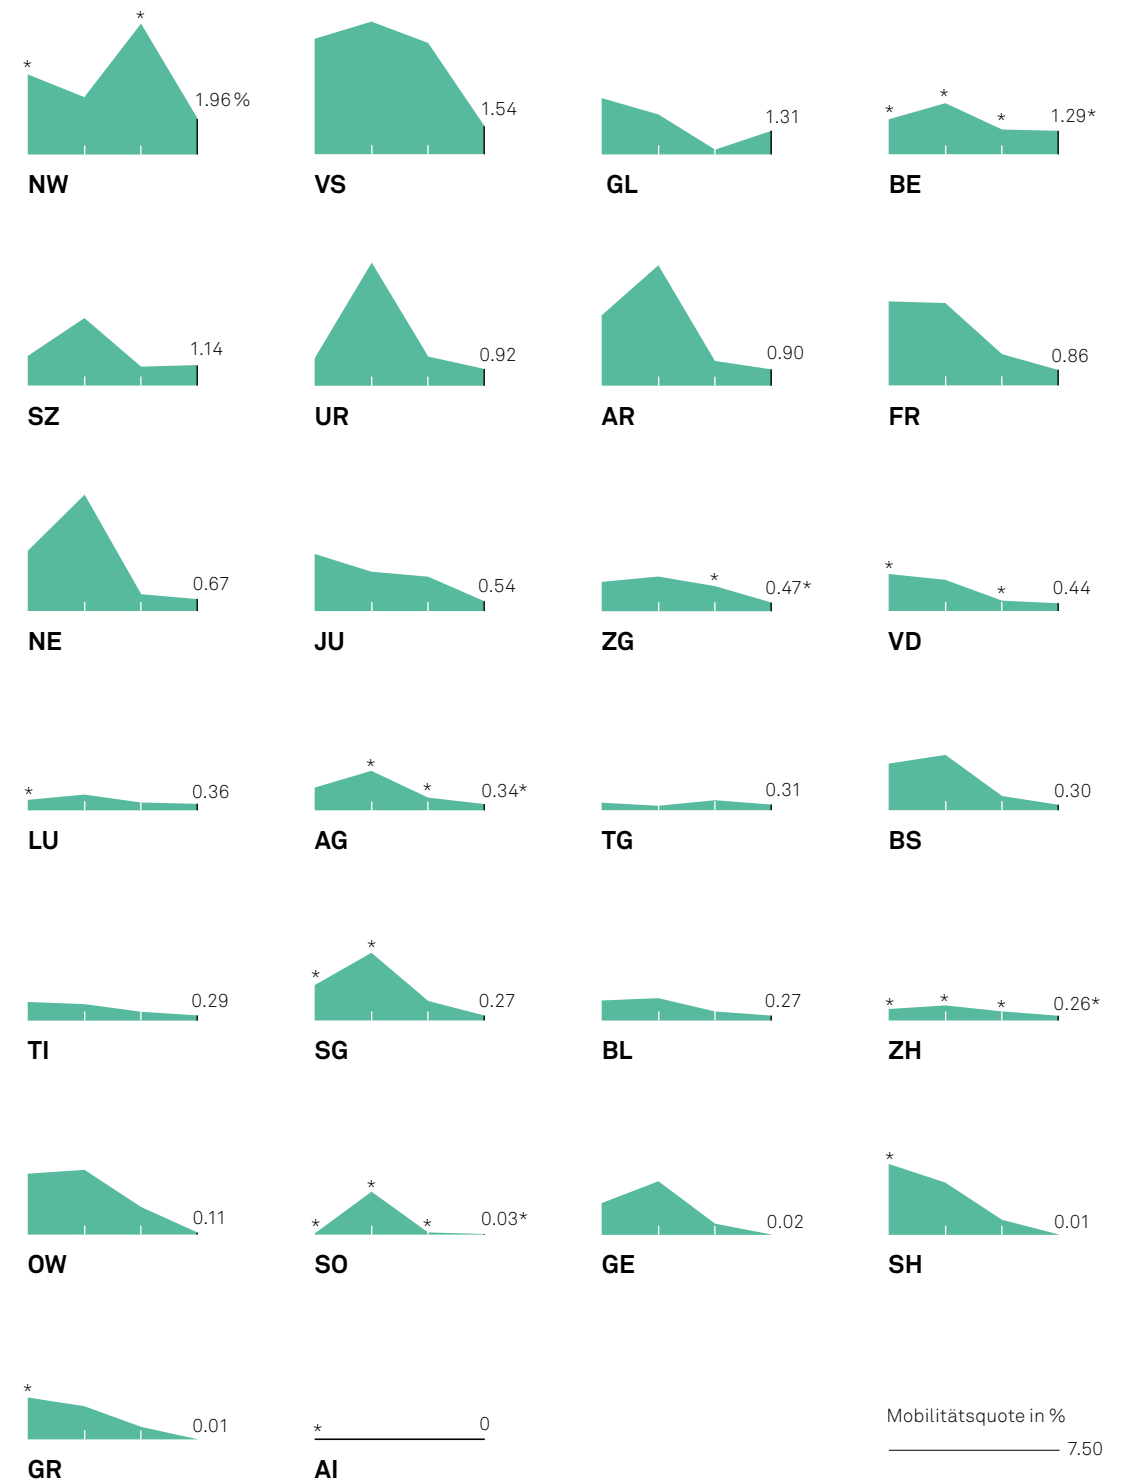 *
*
1.96%
1.54
1.31
* * * 1.29*
NW VS GL BE
1.14
0.92
0.90
0.86
SZ UR AR FR
0.67
0.54
* 0.47*
* * 0.44
NE JU ZG VD
* 0.36
* * 0.34*
0.31
0.30
LU AG TG BS
0.29
* * 0.27
0.27
* * * 0.26*
TI SG BL ZH
0.11
* * * 0.03*
0.02
* 0.01
OW SO GE SH
* 0.01
* 0
Mobilitätsquote in %
7.50
GR AI